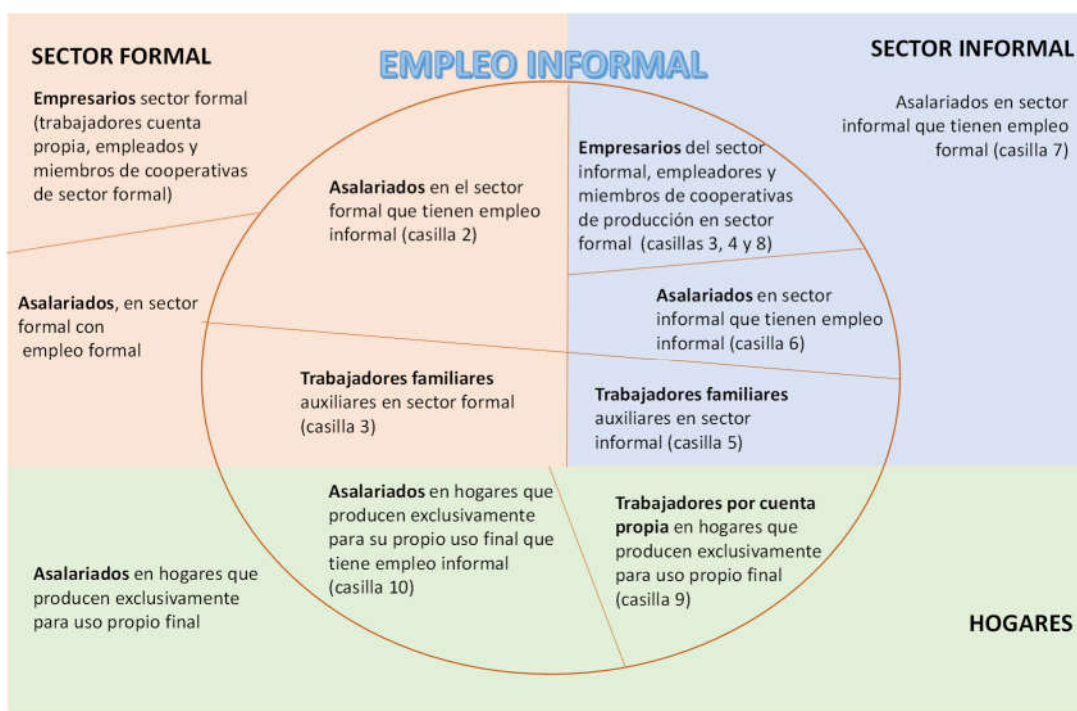 SECTOR FORMAL
EMPLEO INFORMAL
SECTOR INFORMAL
Empresarios sector formal
(trabajadores cuenta
propia, empleados y
miembros de cooperativas
de sector formal)
Asalariados en el sector
formal que tienen empleo
informal (casilla 2)
Empresarios del sector
informal, empleadores y
miembros de cooperativas
de producción en sector
formal (casillas 3, 4 y 8)
Asalariados en sector
informal que tienen empleo
formal (casilla 7)
Asalariados, en sector
formal con
empleo formal
Asalariados en sector
informal que tienen empleo
informal (casilla 6)
Trabajadores familiares
auxiliares en sector formal
(casilla 3)
Trabajadores familiares
auxiliares en sector
informal (casilla 5)
Asalariados en hogares que
producen exclusivamente
para uso propio final
Asalariados en hogares que
producen exclusivamente
para su propio uso final que
tiene empleo informal
(casilla 10)
Trabajadores por cuenta
propia en hogares que
producen exclusivamente
para uso propio final
(casilla 9)
HOGARES